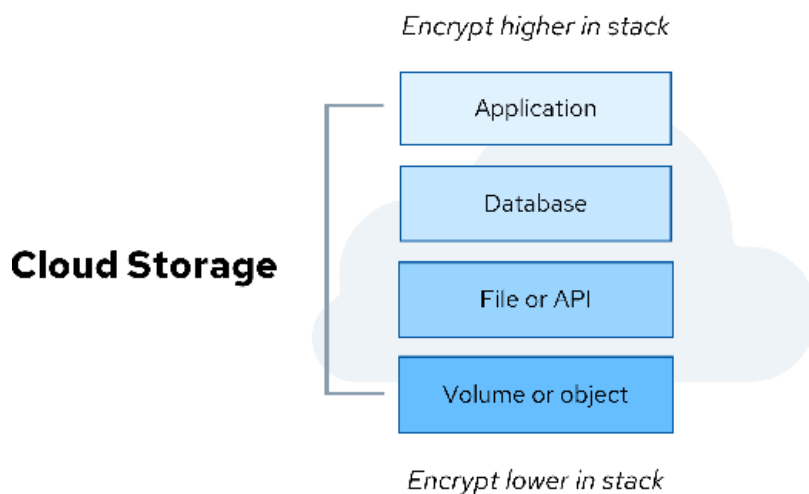 Encrypt higher in stack
Application
Database
Cloud Storage
File or API
Volume or object
Encrypt lower in stack